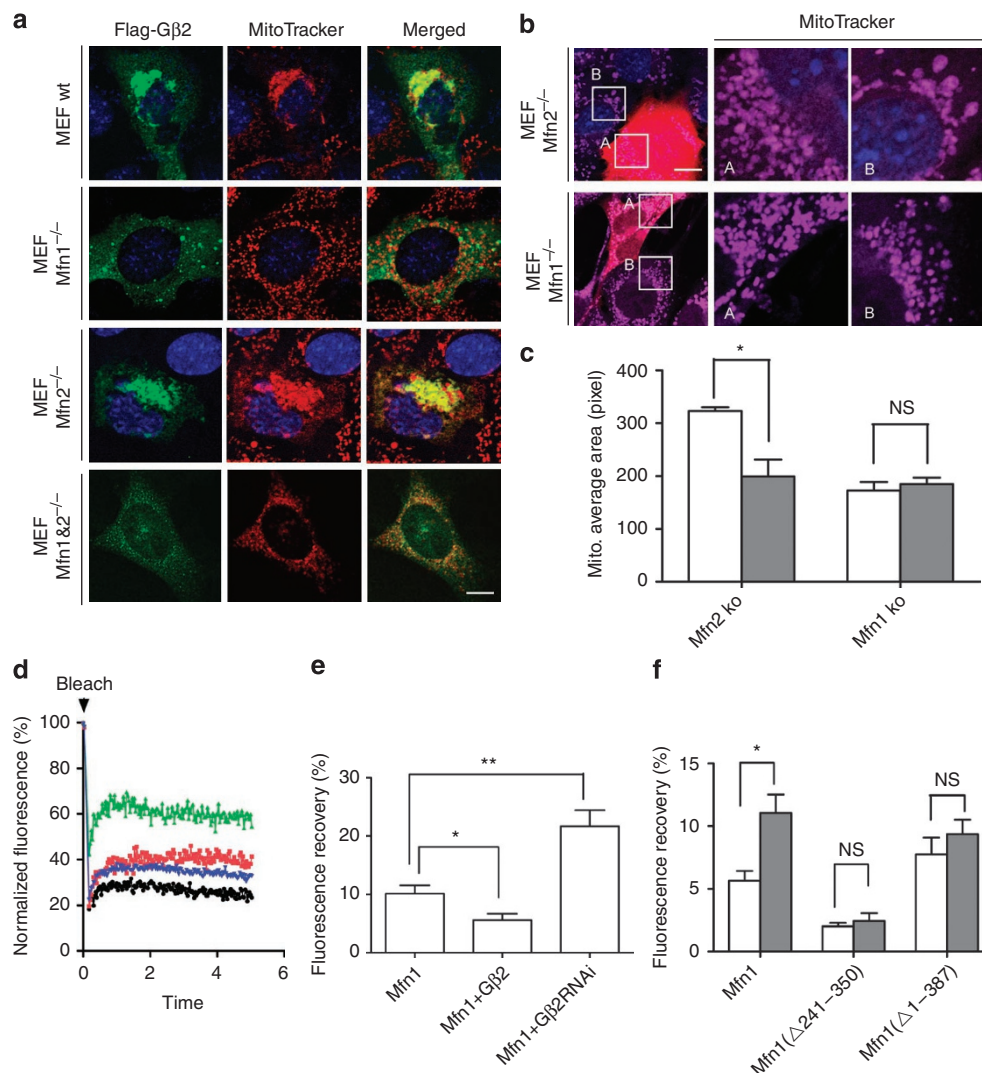 a
Flag-Gβ2 MitoTracker Merged
MEF wt
MEF Mfn1−/−
MEF Mfn2−/−
MEF Mfn1&2−/−
b
MitoTracker
MEF Mfn2−/−
B
A
A
B
MEF Mfn1−/−
A
B
A
B
c
Mito. average area (pixel)
400
300
200
100
0
*
NS
Mfn2 ko
Mfn1 ko
d
Bleach
Normalized fluorescence (%)
100
80
60
40
20
0
0 2 4 6
Time
e
Fluorescence recovery (%)
30
20
10
0
**
*
Mfn1
Mfn1+Gβ2
Mfn1+Gβ2RNAi
f
Fluorescence recovery (%)
15
10
5
0
*
NS
NS
Mfn1
Mfn1(△241–350)
Mfn1(△1–387)